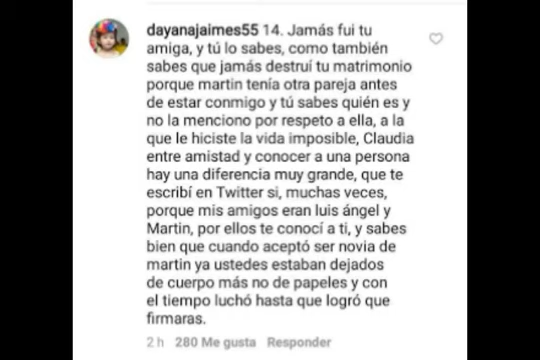 dayanajaimes55 14. Jamás fui tu
amiga, y tú lo sabes, como también
sabes que jamás destruí tu matrimonio
porque martin tenía otra pareja antes
de estar conmigo y tú sabes quién es y
no la menciono por respeto a ella, a la
que le hiciste la vida imposible, Claudia
entre amistad y conocer a una persona
hay una diferencia muy grande, que te
escribí en Twitter si, muchas veces,
porque mis amigos eran luis ángel y
Martin, por ellos te conocí a ti, y sabes
bien que cuando aceptó ser novia de
martin ya ustedes estaban dejados
de cuerpo más no de papeles y con
el tiempo luchó hasta que logró que
firmaras.
2 h 280 Me gusta Responder